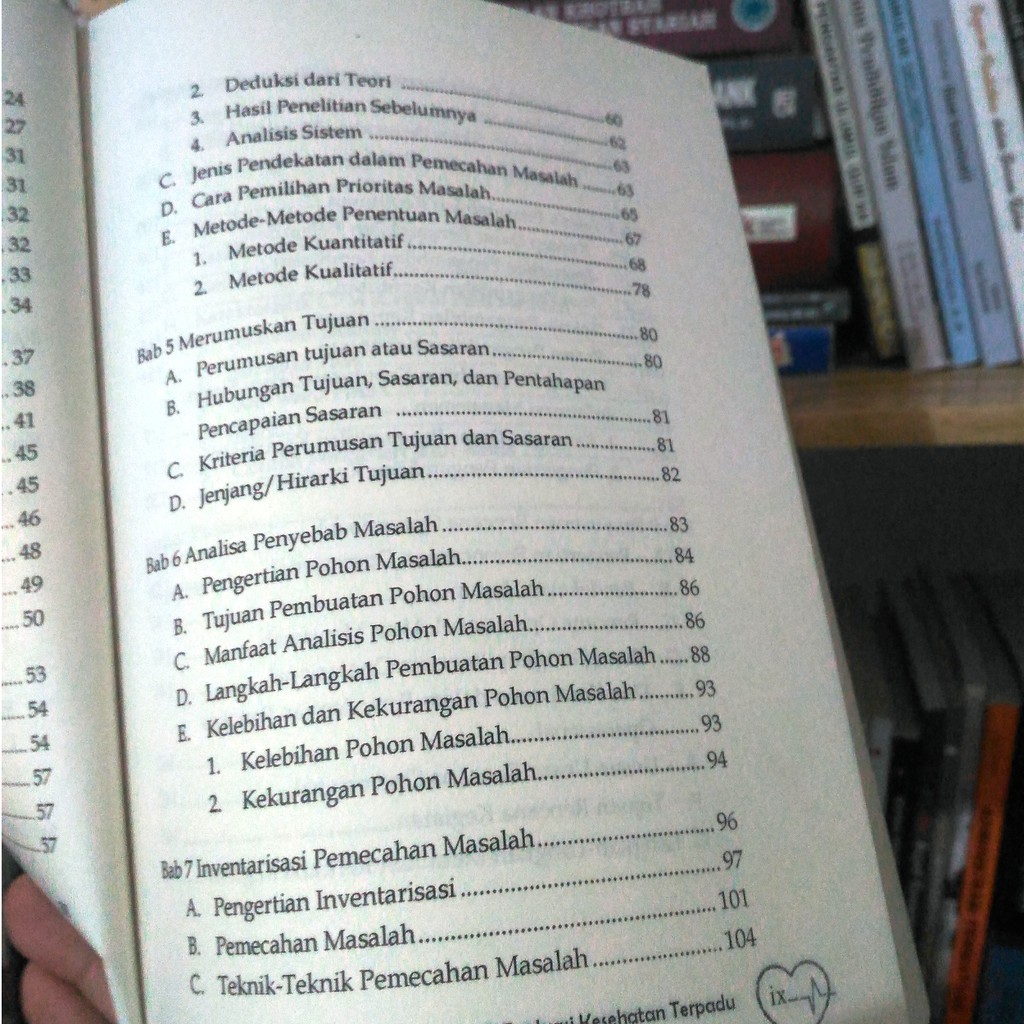 24
27
31
31
32
32
33
34
37
38
41
45
45
46
48
49
50
53
54
54
57
57
57
2. Deduksi dari Teori ........ 60
3. Hasil Penelitian Sebelumnya ........ 62
4. Analisis Sistem ........ 63
C. Jenis Pendekatan dalam Pemecahan Masalah ........ 63
D. Cara Pemilihan Prioritas Masalah ........ 65
E. Metode-Metode Penentuan Masalah ........ 67
1. Metode Kuantitatif ........ 68
2. Metode Kualitatif ........ 78
Bab 5 Merumuskan Tujuan ........ 80
A. Perumusan tujuan atau Sasaran ........ 80
B. Hubungan Tujuan, Sasaran, dan Pentahapan
Pencapaian Sasaran ........ 81
C. Kriteria Perumusan Tujuan dan Sasaran ........ 81
D. Jenjang/Hirarki Tujuan ........ 82
Bab 6 Analisa Penyebab Masalah ........ 83
A. Pengertian Pohon Masalah ........ 84
B. Tujuan Pembuatan Pohon Masalah ........ 86
C. Manfaat Analisis Pohon Masalah ........ 86
D. Langkah-Langkah Pembuatan Pohon Masalah ...... 88
E. Kelebihan dan Kekurangan Pohon Masalah ........ 93
1. Kelebihan Pohon Masalah ........ 93
2. Kekurangan Pohon Masalah ........ 94
Bab 7 Inventarisasi Pemecahan Masalah ........ 96
A. Pengertian Inventarisasi ........ 97
B. Pemecahan Masalah ........ 101
C. Teknik-Teknik Pemecahan Masalah ........ 104
Kesehatan Terpadu
ix